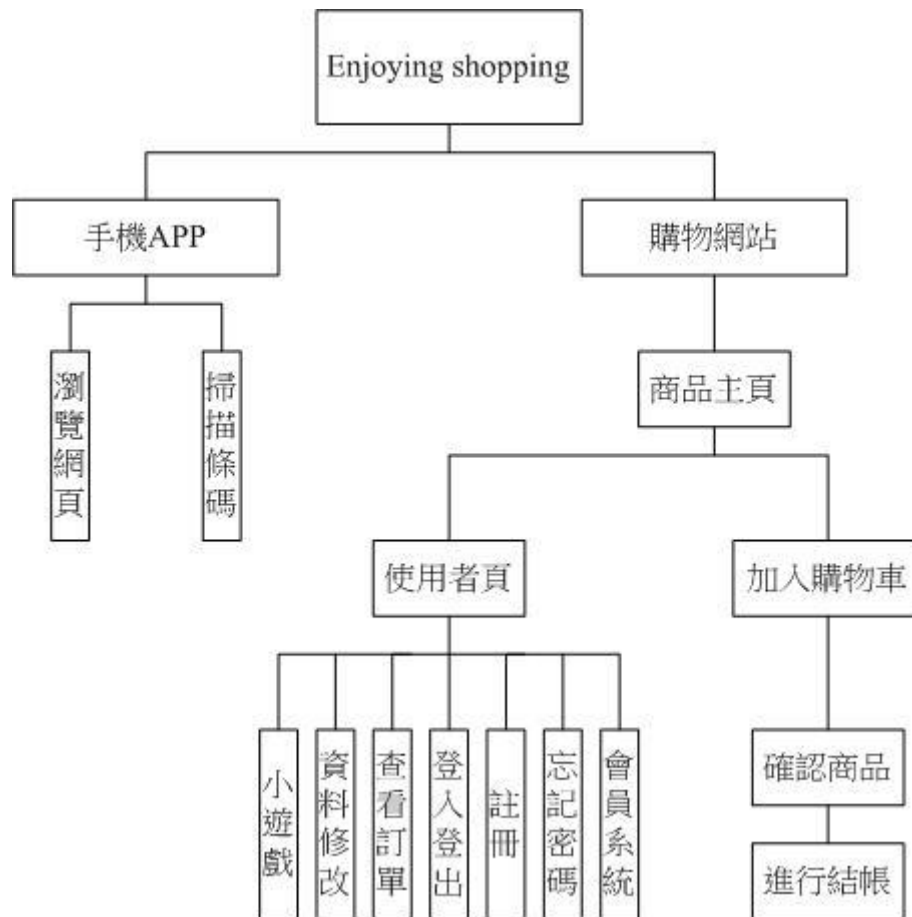 Enjoying shopping
手機APP
購物網站
瀏覽網頁
掃描條碼
商品主頁
使用者頁
加入購物車
小遊戲
資料修改
查看訂單
登入登出
註冊
忘記密碼
會員系統
確認商品
進行結帳